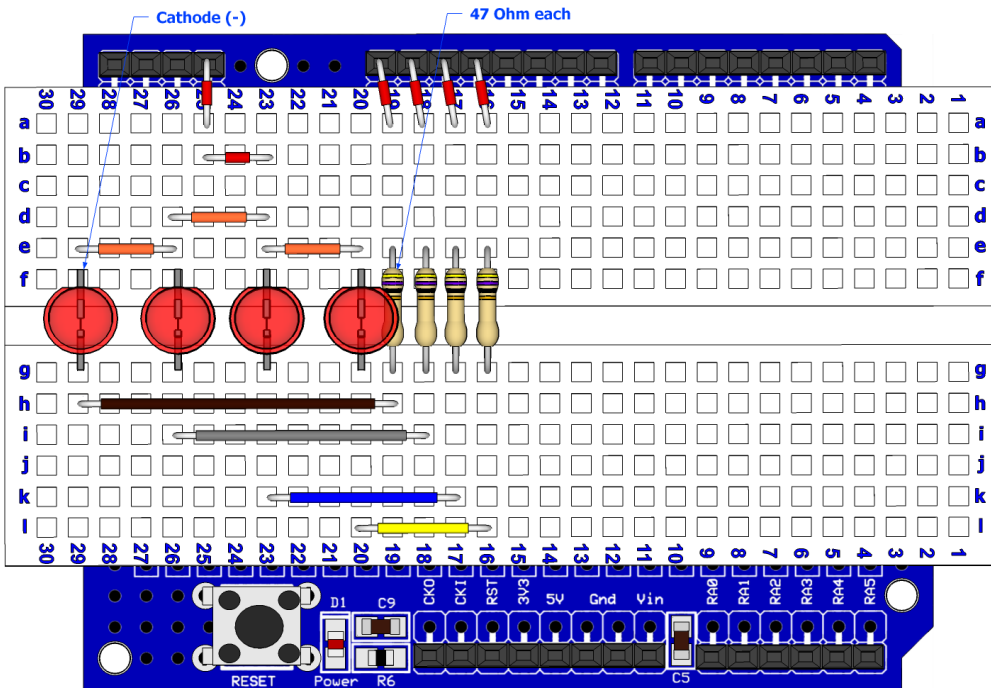 Cathode (-)
47 Ohm each
30 29 28 27 26 25 24 23 22 21 20 19 18 17 16 15 14 13 12 11 10 9 8 7 6 5 4 3 2 1
a a
b b
c c
d d
e e
f f
g g
h h
i i
j j
k k
l l
30 29 28 27 26 25 24 23 22 21 20 19 18 17 16 15 14 13 12 11 10 9 8 7 6 5 4 3 2 1
CKO CKI RST 3V3 5V Gnd Vin RA0 RA1 RA2 RA3 RA4 RA5
D1 C9
RESET Power R6 C5